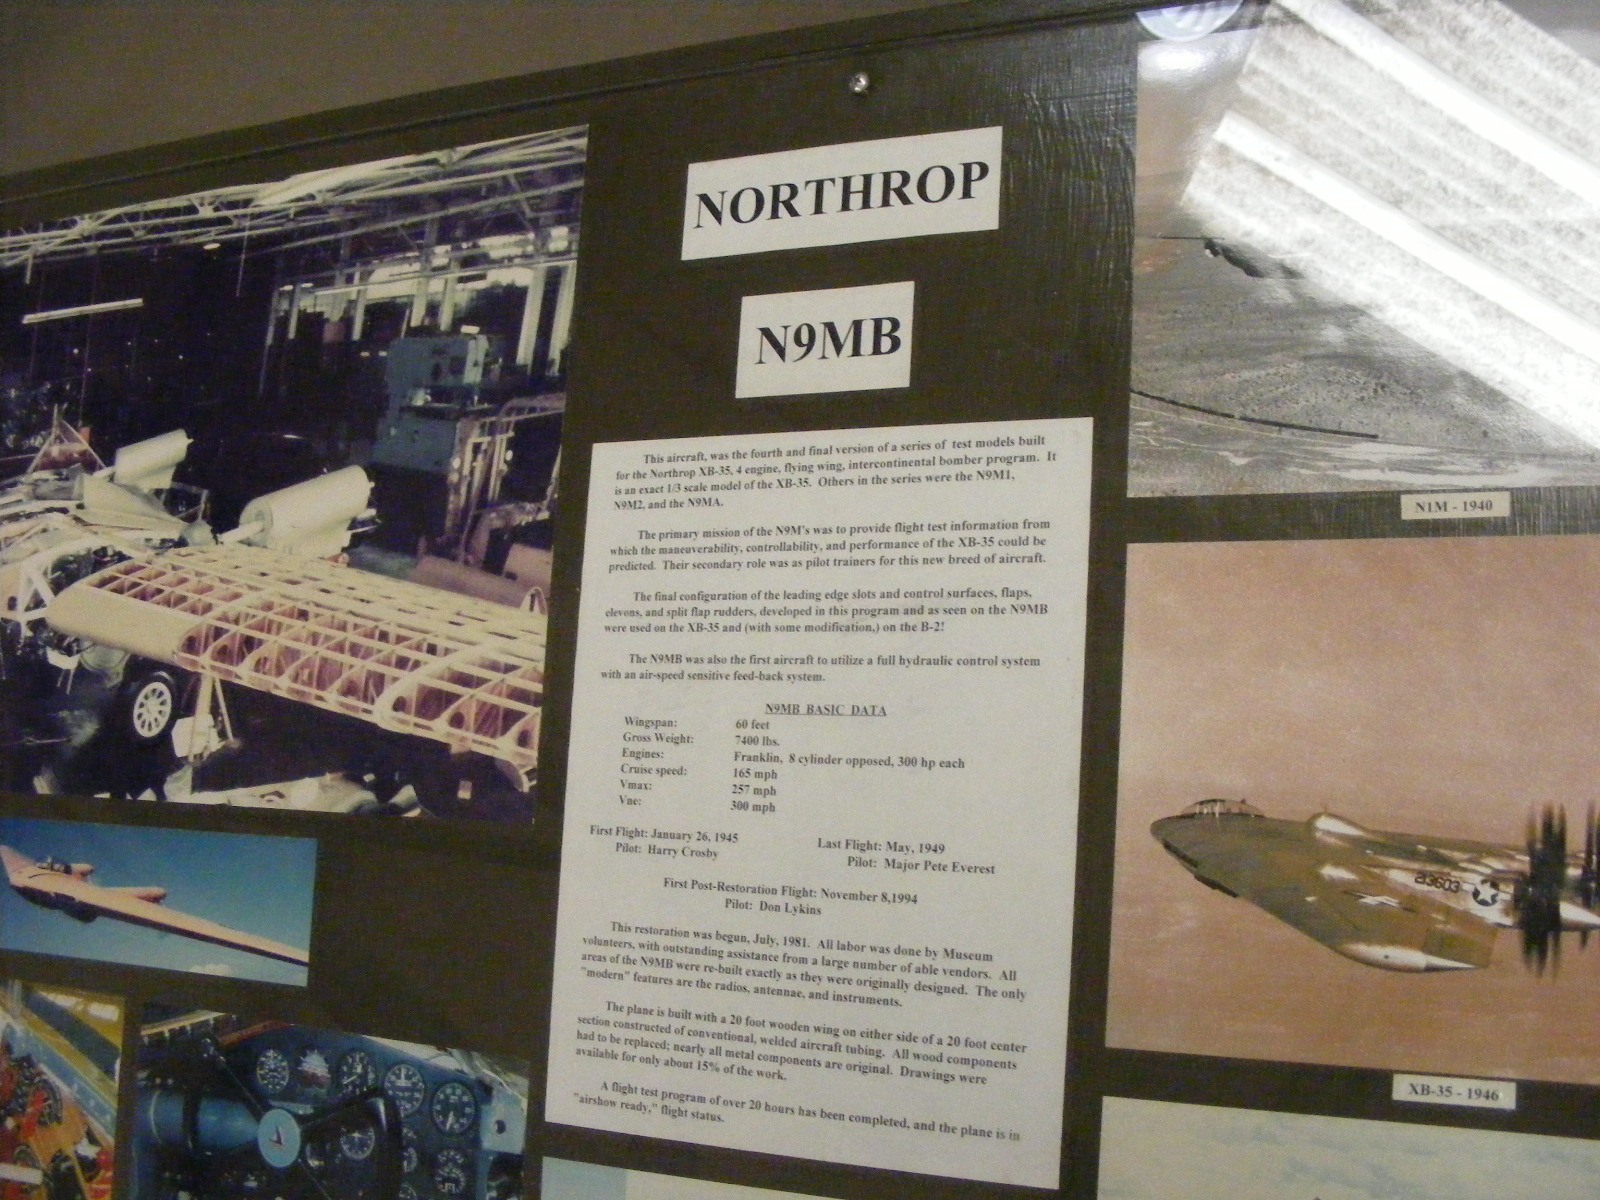 NORTHROP
N9MB
This aircraft, was the fourth and final version of a series of test models built
for the Northrop XB-35, 4 engine, flying wing, intercontinental bomber program. It
is an exact 1/3 scale model of the XB-35. Others in the series were the N9M1,
N9M2, and the N9MA.
The primary mission of the N9M's was to provide flight test information from
which the maneuverability, controllability, and performance of the XB-35 could be
predicted. Their secondary role was as pilot trainers for this new breed of aircraft.
The final configuration of the leading edge slots and control surfaces, flaps,
elevons, and split flap rudders, developed in this program and as seen on the N9MB
were used on the XB-35 and (with some modification,) on the B-2!
The N9MB was also the first aircraft to utilize a full hydraulic control system
with an air-speed sensitive feed-back system.
N9MB BASIC DATA
Wingspan: 60 feet
Gross Weight: 7400 lbs.
Engines: Franklin, 8 cylinder opposed, 300 hp each
Cruise speed: 165 mph
Vmax: 257 mph
Vne: 300 mph
First Flight: January 26, 1945 Last Flight: May, 1949
Pilot: Harry Crosby Pilot: Major Pete Everest
First Post-Restoration Flight: November 8,1994
Pilot: Don Lykins
This restoration was begun, July, 1981. All labor was done by Museum
volunteers, with outstanding assistance from a large number of able vendors. All
areas of the N9MB were re-built exactly as they were originally designed. The only
"modern" features are the radios, antennae, and instruments.
The plane is built with a 20 foot wooden wing on either side of a 20 foot center
section constructed of conventional, welded aircraft tubing. All wood components
had to be replaced; nearly all metal components are original. Drawings were
available for only about 15% of the work.
A flight test program of over 20 hours has been completed, and the plane is in
"airshow ready," flight status.
N1M - 1940
213603
XB-35 - 1946